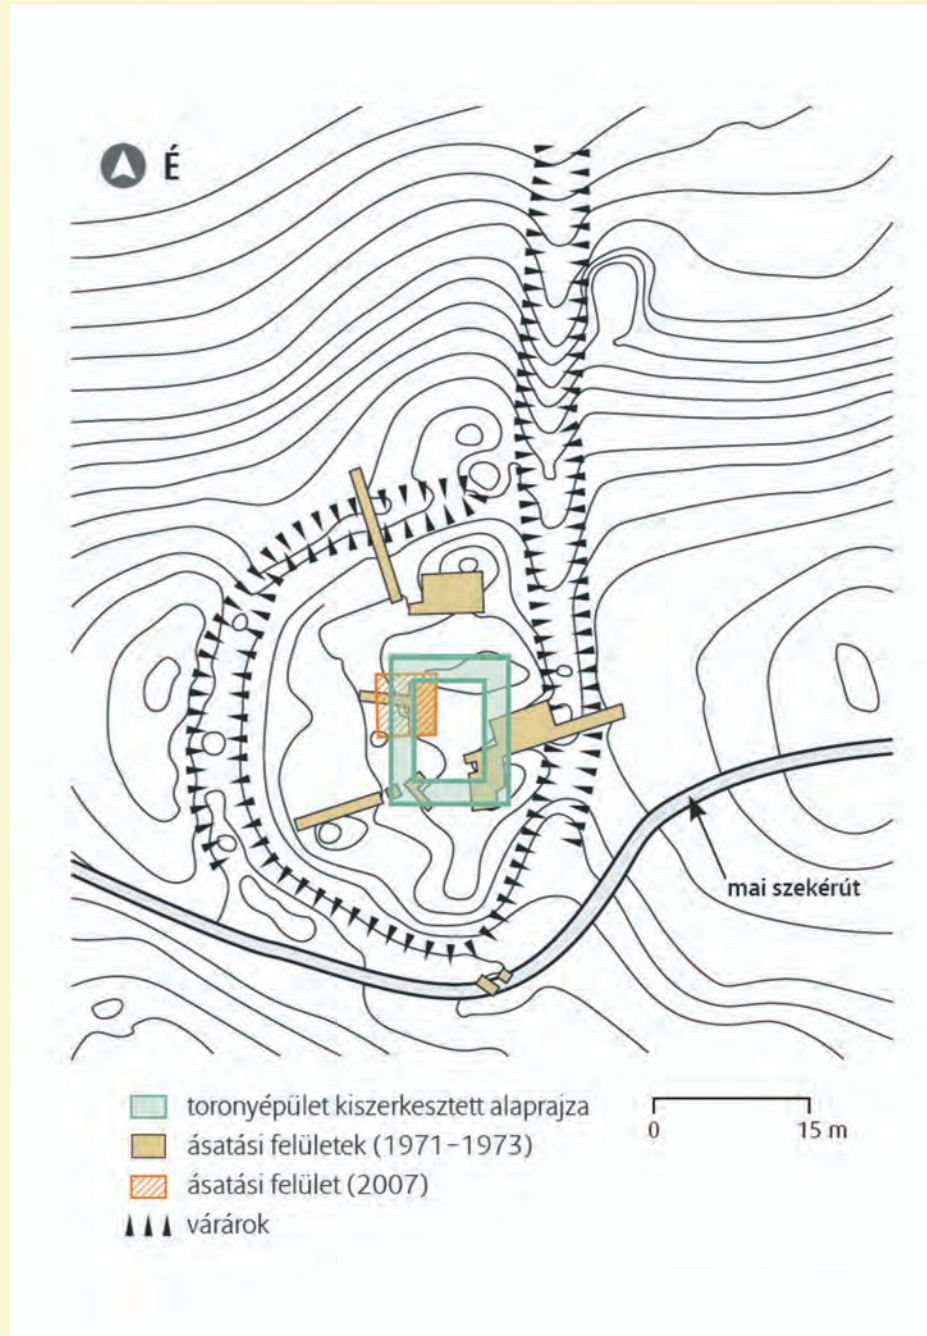 É
mai szekérút
toronyépület kiszerkesztett alaprajza
ásatási felületek (1971–1973)
ásatási felület (2007)
várárok
0 15 m